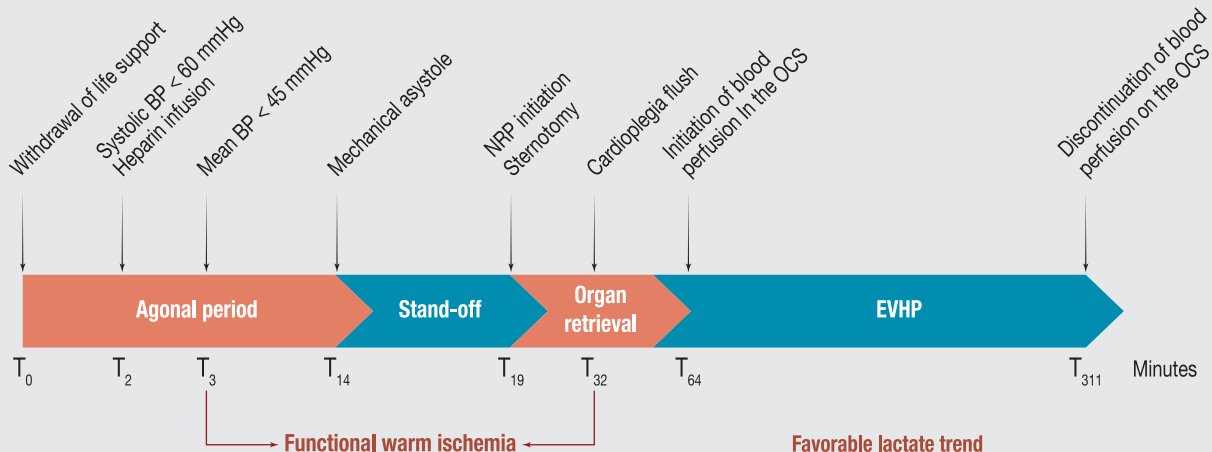 Withdrawal of life support
Systolic BP < 60 mmHg
Heparin infusion
Mean BP < 45 mmHg
Mechanical asystole
NRP initiation
Sternotomy
Cardioplegia flush
Initiation of blood
perfusion In the OCS
Discontinuation of blood
perfusion on the OCS
Agonal period
Stand-off
Organ
retrieval
EVHP
T0 T2 T3 T14 T19 T32 T64 T311 Minutes
Functional warm ischemia
Favorable lactate trend